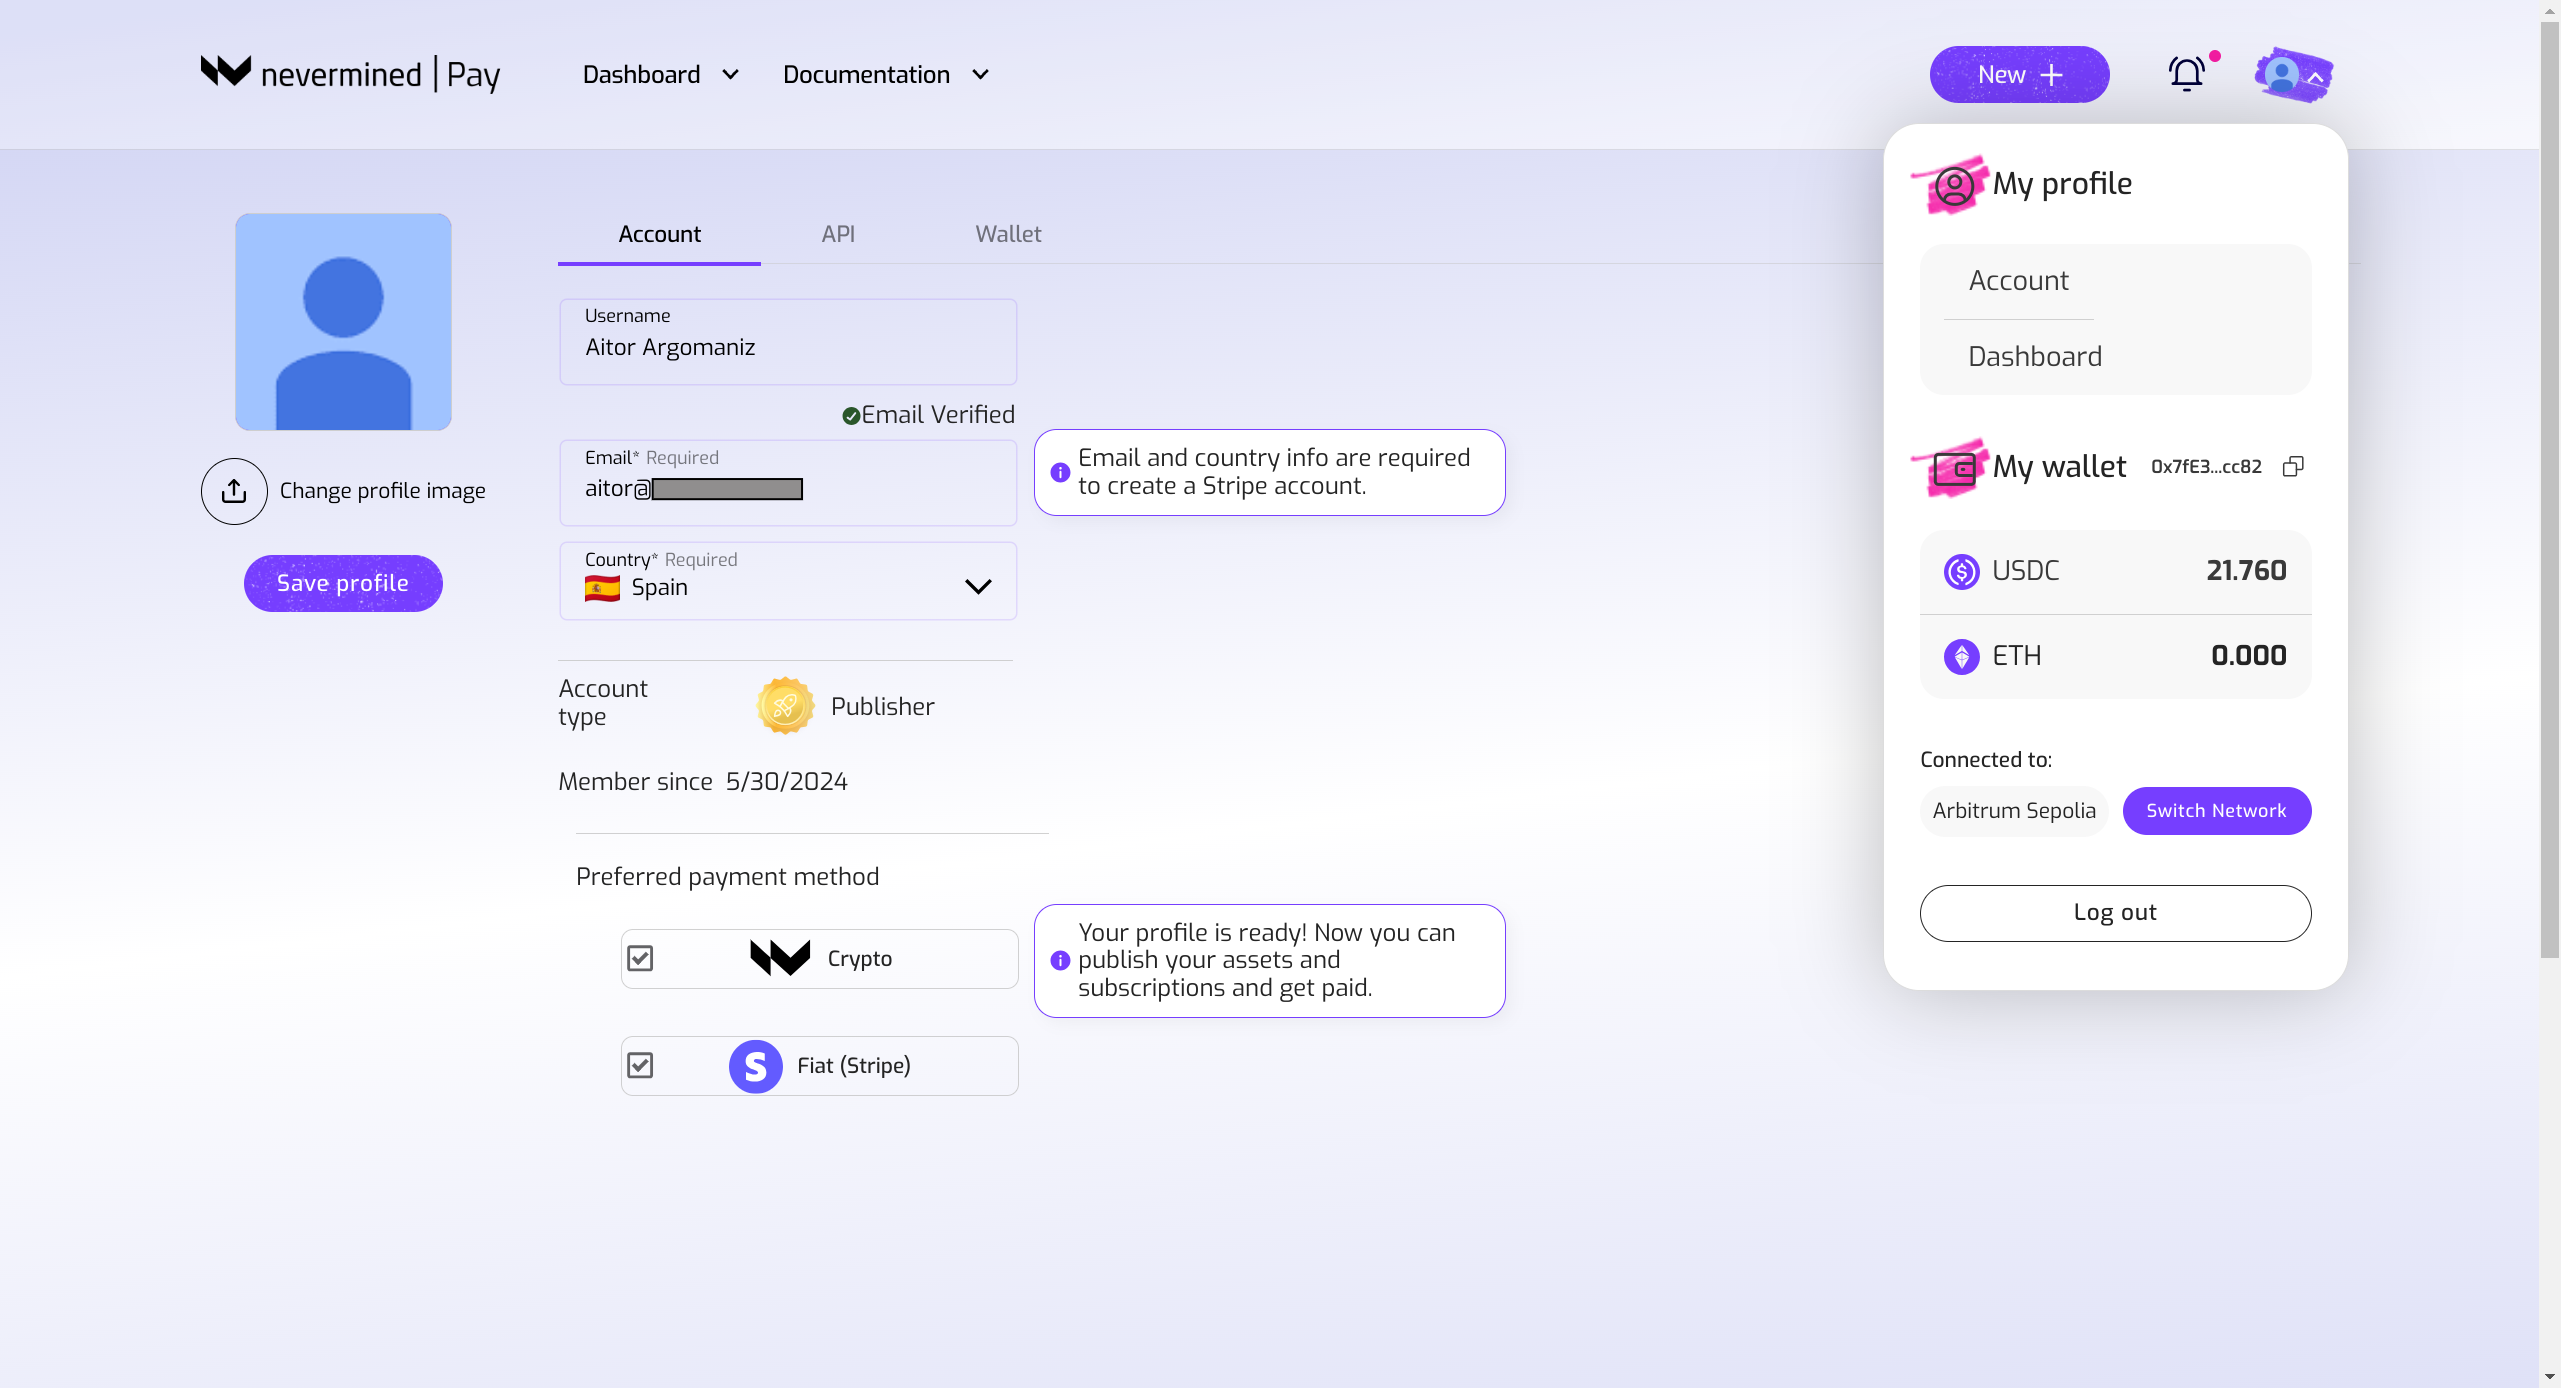 nevermined | Pay
Dashboard
Documentation
New +
My profile
Account
Dashboard
My wallet 0x7fE3...cc82
USDC 21.760
ETH 0.000
Connected to:
Arbitrum Sepolia
Switch Network
Log out
Change profile image
Save profile
Account
API
Wallet
Username
Aitor Argomaniz
Email Verified
Email* Required
aitor@
Email and country info are required
to create a Stripe account.
Country* Required
Spain
Account
type
Publisher
Member since 5/30/2024
Preferred payment method
Crypto
Your profile is ready! Now you can
publish your assets and
subscriptions and get paid.
S Fiat (Stripe)